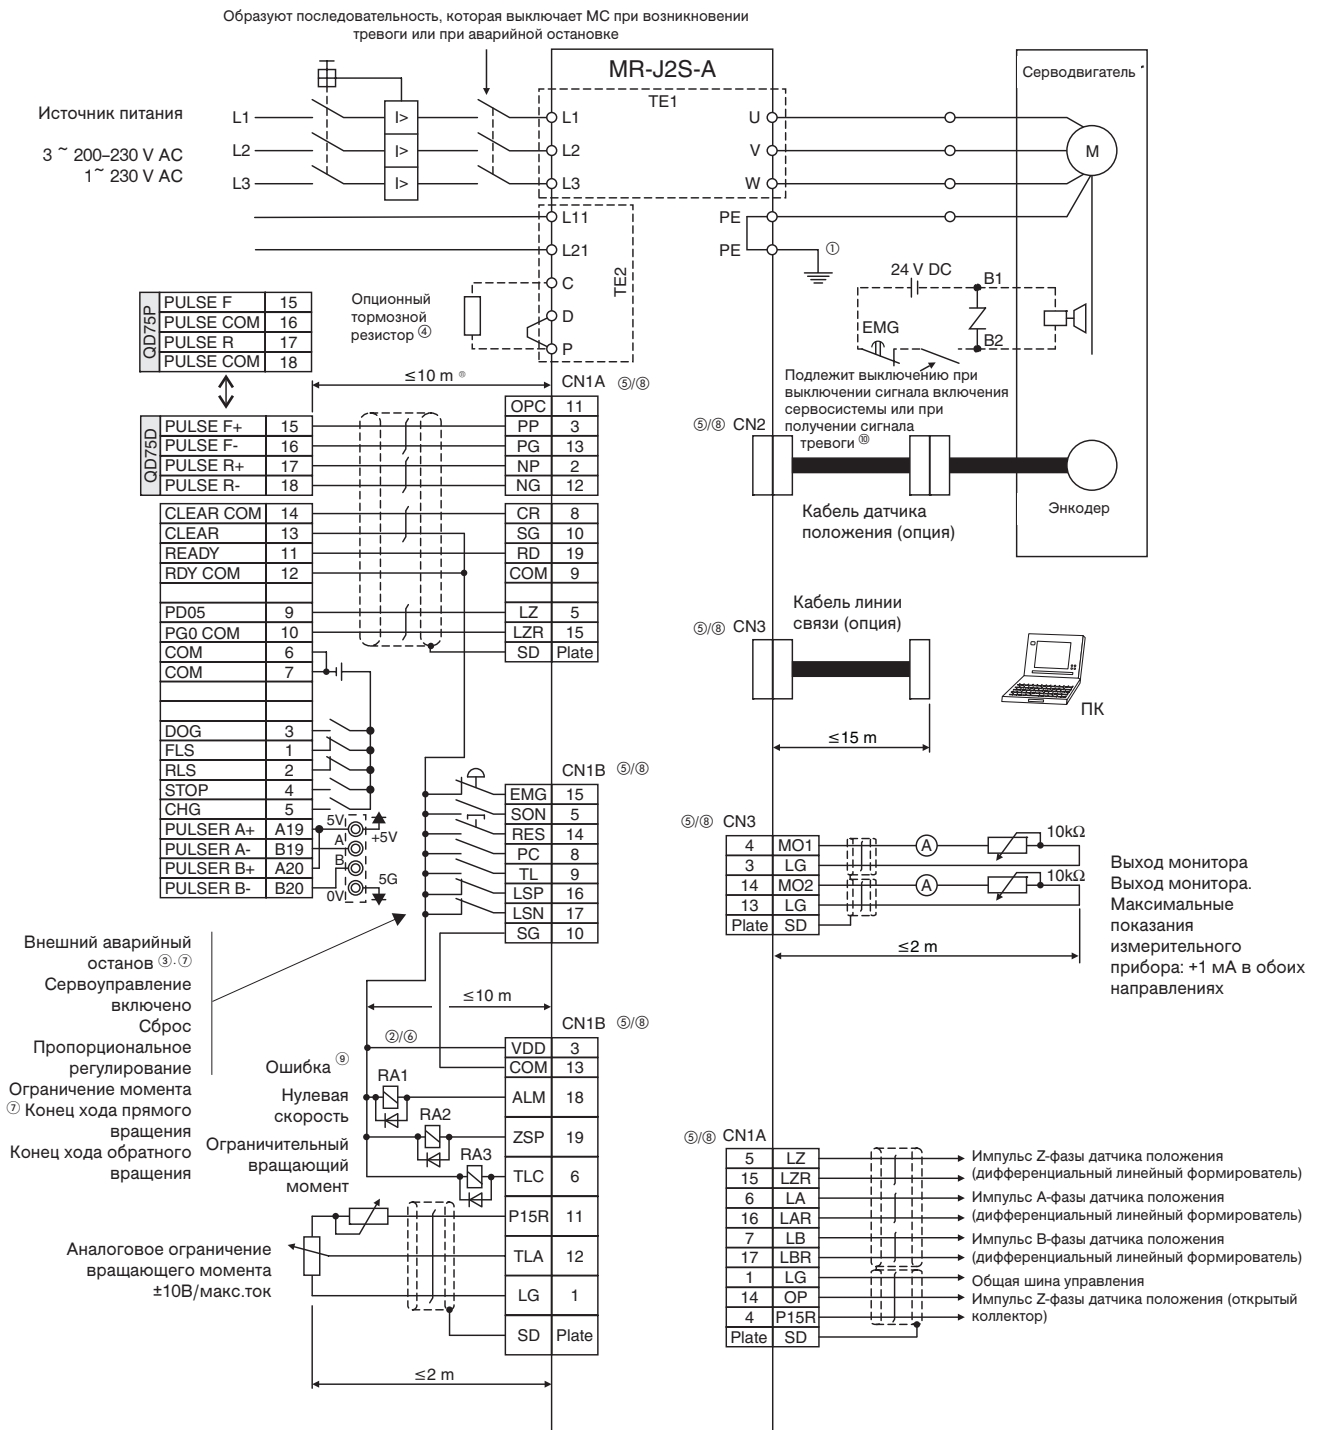 Образуют последовательность, которая выключает MC при возникновении
тревоги или при аварийной остановке
MR-J2S-A
Серводвигатель
TE1
Источник питания
3 ~ 200–230 V AC
1~ 230 V AC
L1 I> L1 U
L2 I> L2 V M
L3 I> L3 W
L11 PE
L21 PE ①
TE2
C
D
P
Опционный
тормозной
резистор ④
24 V DC
B1
EMG
B2
Подлежит выключению при
выключении сигнала включения
сервосистемы или при
получении сигнала
тревоги ⑩
QD75P
PULSE F 15
PULSE COM 16
PULSE R 17
PULSE COM 18
≤10 m ⑧
CN1A ⑤/⑧
QD75D
PULSE F+ 15
PULSE F- 16
PULSE R+ 17
PULSE R- 18
CLEAR COM 14
CLEAR 13
READY 11
RDY COM 12
PD05 9
PG0 COM 10
COM 6
COM 7
DOG 3
FLS 1
RLS 2
STOP 4
CHG 5
PULSER A+ A19
PULSER A- B19
PULSER B+ A20
PULSER B- B20
5V
A
B
0V
+5V
5G
OPC 11
PP 3
PG 13
NP 2
NG 12
CR 8
SG 10
RD 19
COM 9
LZ 5
LZR 15
SD Plate
⑤/⑧ CN2
Кабель датчика
положения (опция)
Энкодер
⑤/⑧ CN3
Кабель линии
связи (опция)
ПК
≤15 m
CN1B ⑤/⑧
EMG 15
SON 5
RES 14
PC 8
TL 9
LSP 16
LSN 17
SG 10
⑤/⑧ CN3
4 MO1
3 LG
14 MO2
13 LG
Plate SD
A
10kΩ
A
10kΩ
≤2 m
Выход монитора
Выход монитора.
Максимальные
показания
измерительного
прибора: +1 мА в обоих
направлениях
Внешний аварийный
останов ③·⑦
Сервоуправление
включено
Сброс
Пропорциональное
регулирование
Ограничение момента
⑦ Конец хода прямого
вращения
Конец хода обратного
вращения
≤10 m
CN1B ⑤/⑧
②/⑥
VDD 3
COM 13
ALM 18
ZSP 19
TLC 6
P15R 11
TLA 12
LG 1
SD Plate
Ошибка ⑨
RA1
Нулевая
скорость
RA2
Ограничительный
вращающий
момент
RA3
Аналоговое ограничение
вращающего момента
±10В/макс.ток
≤2 m
⑤/⑧ CN1A
5 LZ
15 LZR
6 LA
16 LAR
7 LB
17 LBR
1 LG
14 OP
4 P15R
Plate SD
Импульс Z-фазы датчика положения
(дифференциальный линейный формирователь)
Импульс A-фазы датчика положения
(дифференциальный линейный формирователь)
Импульс B-фазы датчика положения
(дифференциальный линейный формирователь)
Общая шина управления
Импульс Z-фазы датчика положения (открытый
коллектор)